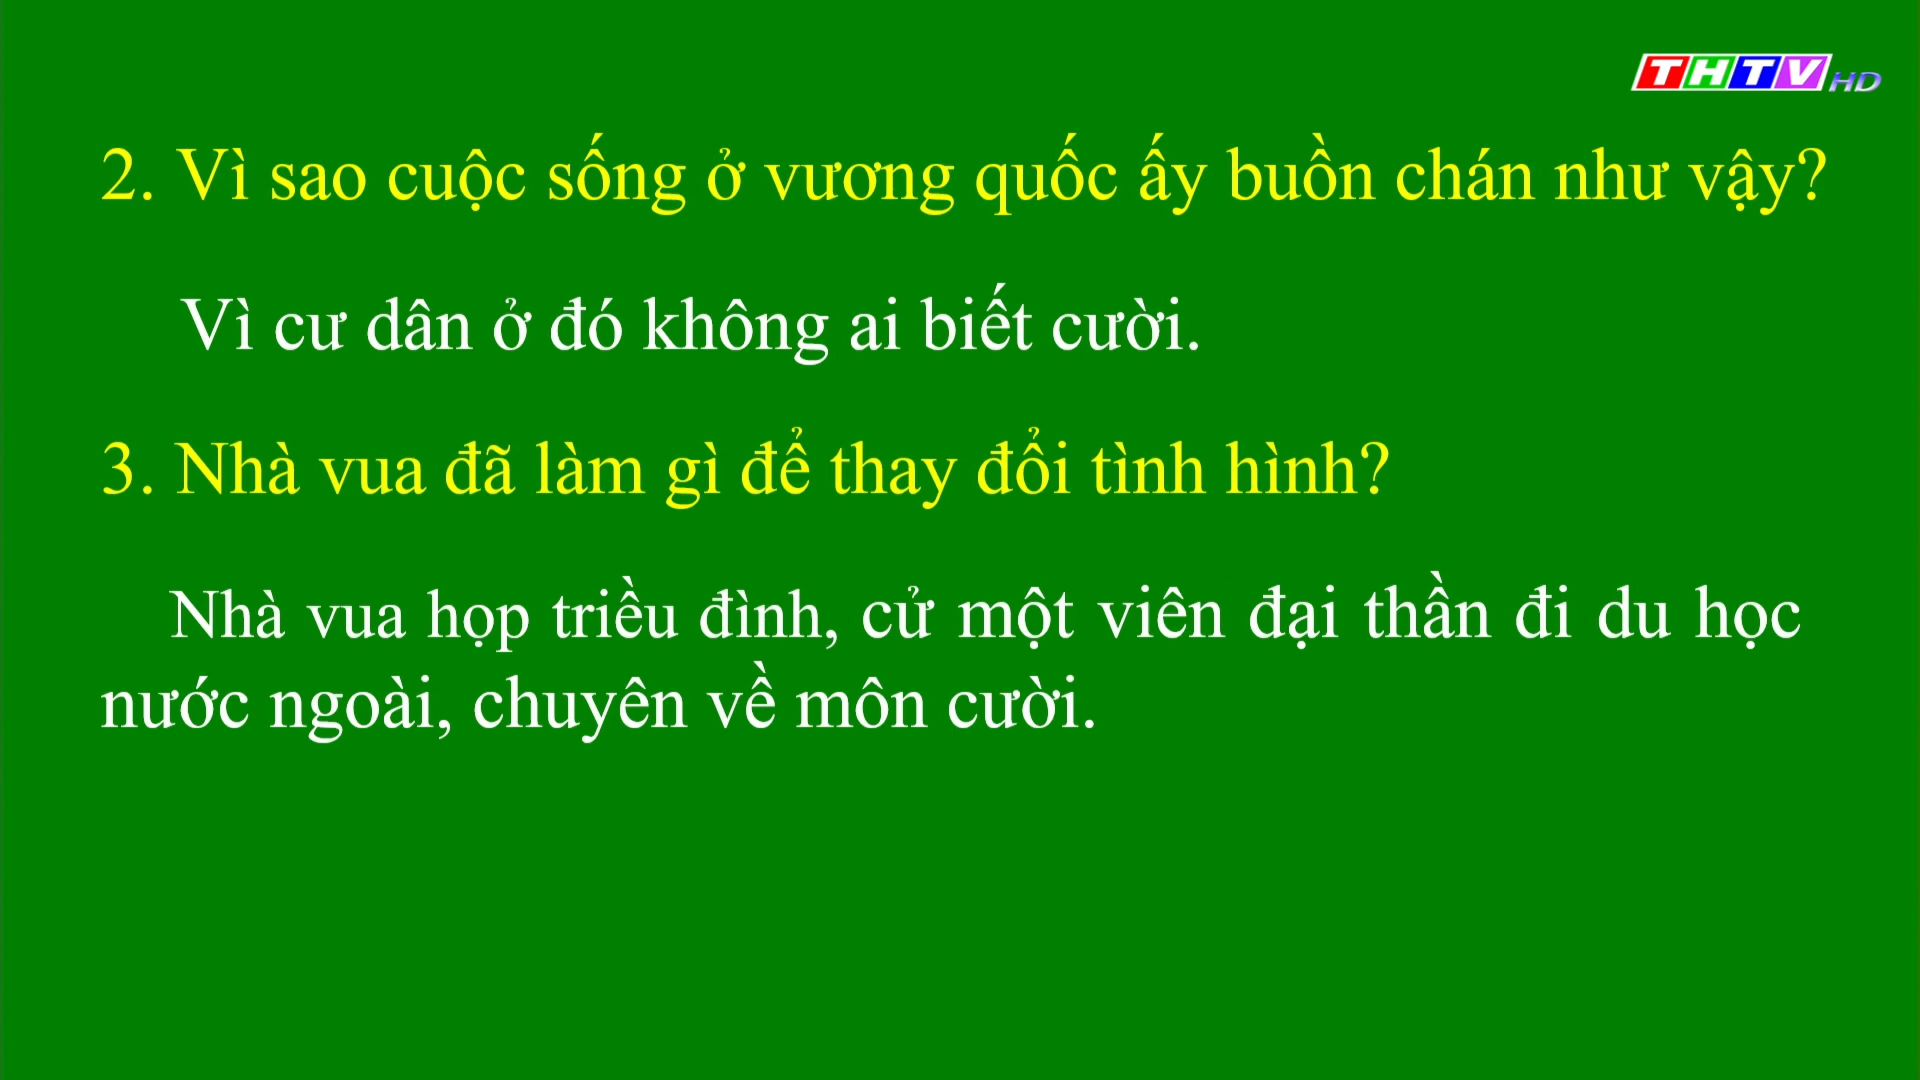 THTV HD
2. Vì sao cuộc sống ở vương quốc ấy buồn chán như vậy?
Vì cư dân ở đó không ai biết cười.
3. Nhà vua đã làm gì để thay đổi tình hình?
Nhà vua họp triều đình, cử một viên đại thần đi du học
nước ngoài, chuyên về môn cười.